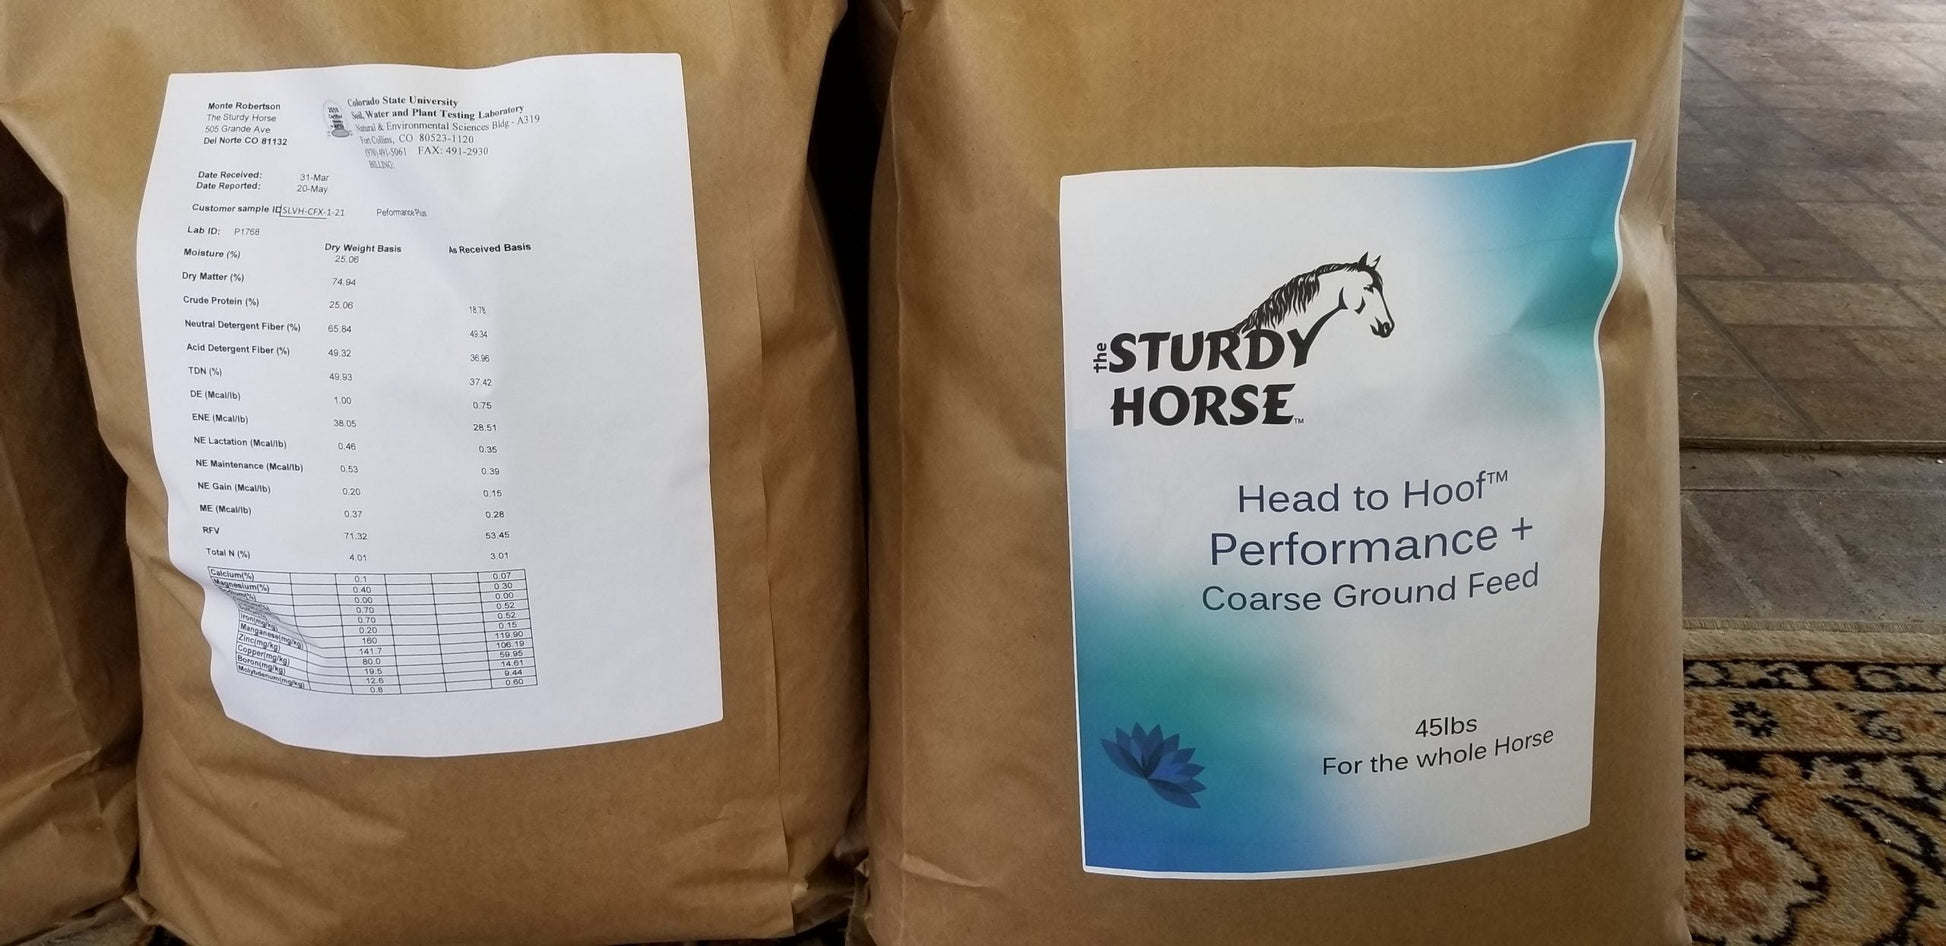 Monte Robertson
The Sturdy Horse
505 Grande Ave
Del Norte CO 81132
Colorado State University
Soil, Water and Plant Testing Laboratory
Natural & Environmental Sciences Bldg - A319
Fort Collins, CO 80523-1120
(970) 491-5061 FAX: 491-2930
BILLING:
Date Received: 31-Mar
Date Reported: 20-May
Customer sample ID SLVH-CFX-1-21 Peformance Plus
Lab ID: P1768
Dry Weight Basis As Received Basis
Moisture (%) 25.06
Dry Matter (%) 74.94
Crude Protein (%) 25.06 18.78
Neutral Detergent Fiber (%) 65.84 49.34
Acid Detergent Fiber (%) 49.32 36.96
TDN (%) 49.93 37.42
DE (Mcal/lb) 1.00 0.75
ENE (Mcal/lb) 38.05 28.51
NE Lactation (Mcal/lb) 0.46 0.35
NE Maintenance (Mcal/lb) 0.53 0.39
NE Gain (Mcal/lb) 0.20 0.15
ME (Mcal/lb) 0.37 0.28
RFV 71.32 53.45
Total N (%) 4.01 3.01
Calcium(%) 0.1 0.07
Magnesium(%) 0.40 0.30
0.00 0.00
0.70 0.52
0.70 0.52
0.20 0.15
Iron(mg/kg) 160 119.90
Manganese(mg/kg) 141.7 106.19
Zinc(mg/kg) 80.0 59.95
Copper(mg/kg) 19.5 14.61
Boron(mg/kg) 12.6 9.44
Molybdenum(mg/kg) 0.8 0.60
the STURDY
HORSE™
Head to Hoof™
Performance +
Coarse Ground Feed
45lbs
For the whole Horse